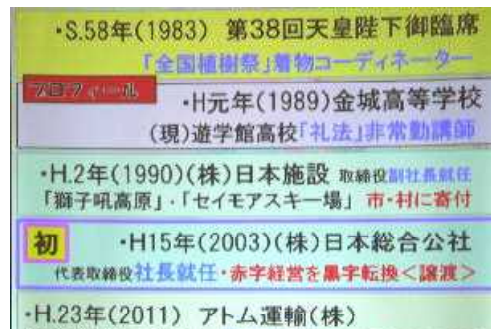 ・S.58年(1983) 第38回天皇陛下御臨席
「全国植樹祭」着物コーディネーター
プロフィール
・H元年(1989)金城高等学校
(現)遊学館高校「礼法」非常勤講師
・H.2年(1990)(株)日本施設 取締役副社長就任
「獅子吼高原」・「セイモアスキー場」 市・村に寄付
初 ・H15年(2003)(株)日本総合公社
代表取締役社長就任・赤字経営を黒字転換<譲渡>
・H.23年(2011) アトム運輸(株)